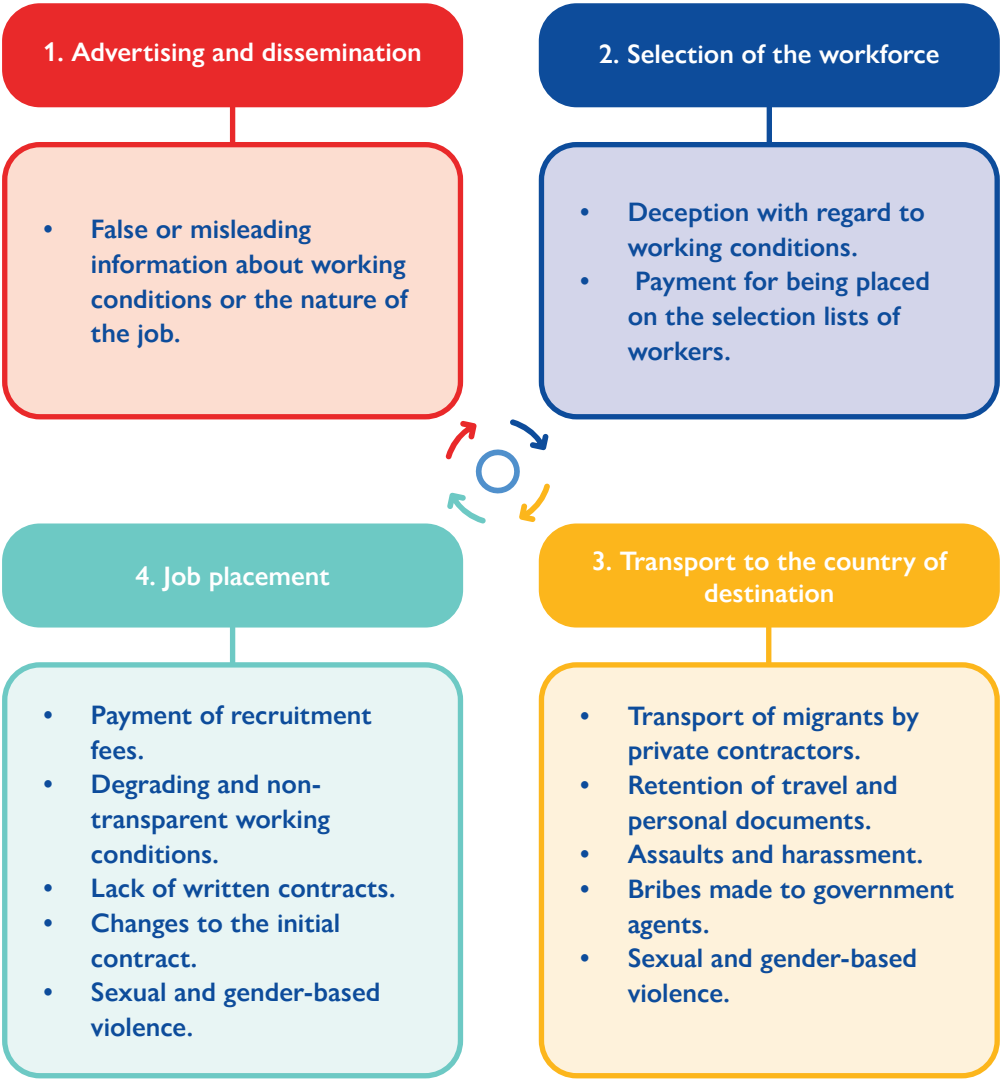 1. Advertising and dissemination
• False or misleading
information about working
conditions or the nature of
the job.
2. Selection of the workforce
• Deception with regard to
working conditions.
• Payment for being placed
on the selection lists of
workers.
3. Transport to the country of
destination
• Transport of migrants by
private contractors.
• Retention of travel and
personal documents.
• Assaults and harassment.
• Bribes made to government
agents.
• Sexual and gender-based
violence.
4. Job placement
• Payment of recruitment
fees.
• Degrading and non-
transparent working
conditions.
• Lack of written contracts.
• Changes to the initial
contract.
• Sexual and gender-based
violence.